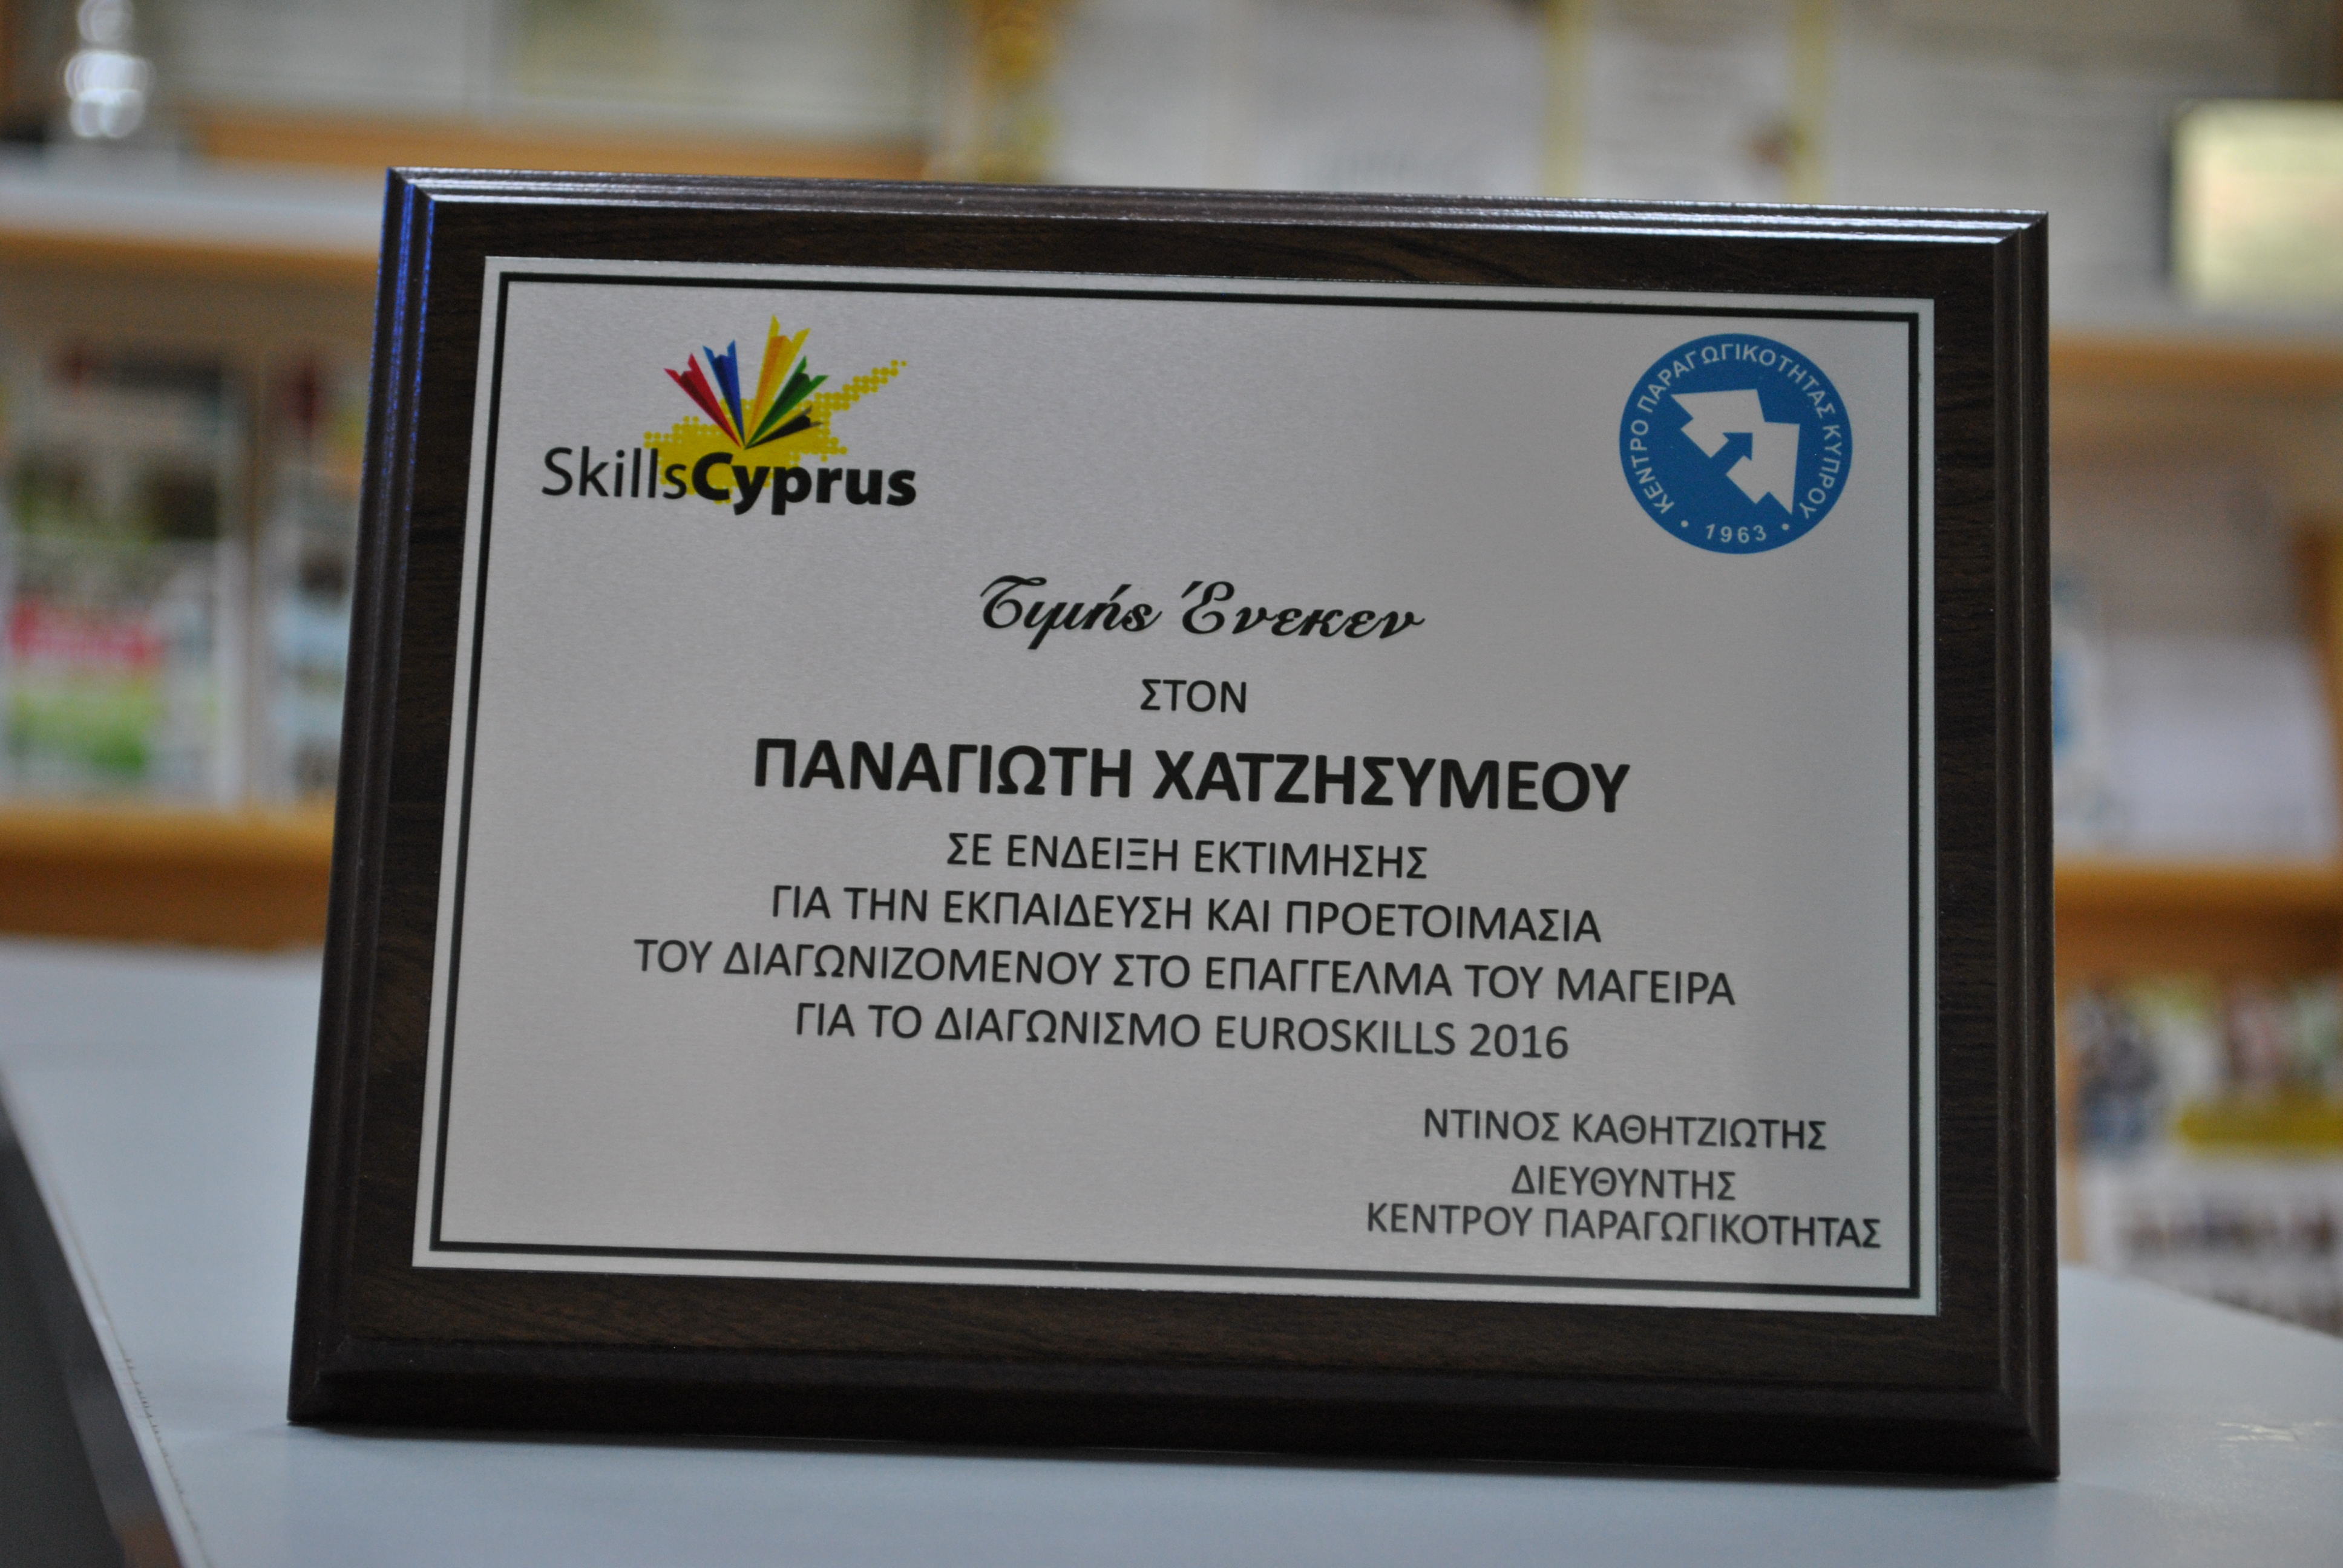 SkillsCyprus
ΚΕΝΤΡΟ ΠΑΡΑΓΩΓΙΚΟΤΗΤΑΣ ΚΥΠΡΟΥ
• 1963 •
Τιμής Ένεκεν
ΣΤΟΝ
ΠΑΝΑΓΙΩΤΗ ΧΑΤΖΗΣΥΜΕΟΥ
ΣΕ ΕΝΔΕΙΞΗ ΕΚΤΙΜΗΣΗΣ
ΓΙΑ ΤΗΝ ΕΚΠΑΙΔΕΥΣΗ ΚΑΙ ΠΡΟΕΤΟΙΜΑΣΙΑ
ΤΟΥ ΔΙΑΓΩΝΙΖΟΜΕΝΟΥ ΣΤΟ ΕΠΑΓΓΕΛΜΑ ΤΟΥ ΜΑΓΕΙΡΑ
ΓΙΑ ΤΟ ΔΙΑΓΩΝΙΣΜΟ EUROSKILLS 2016
ΝΤΙΝΟΣ ΚΑΘΗΤΖΙΩΤΗΣ
ΔΙΕΥΘΥΝΤΗΣ
ΚΕΝΤΡΟΥ ΠΑΡΑΓΩΓΙΚΟΤΗΤΑΣ